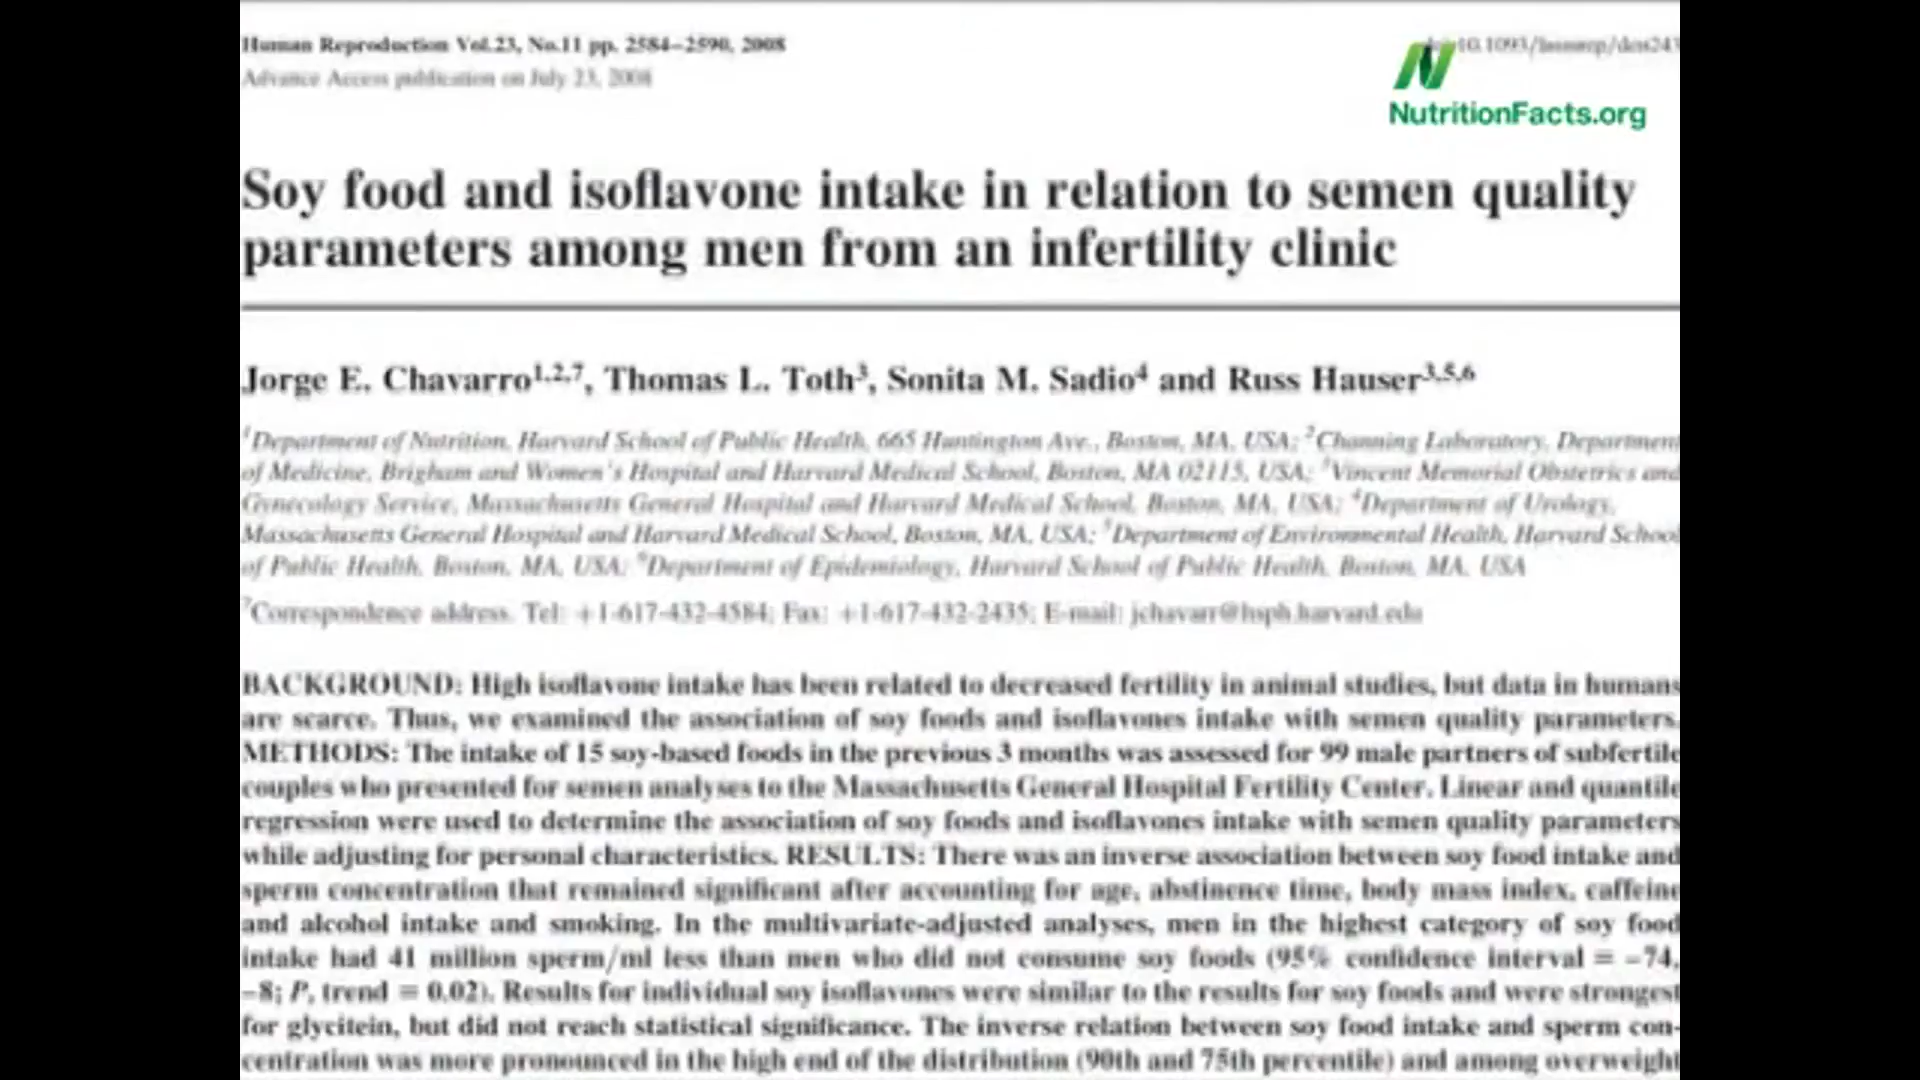 Human Reproduction Vol.23, No.11 pp. 2584–2590, 2008
Advance Access publication on July 23, 2008
NutritionFacts.org
Soy food and isoflavone intake in relation to semen quality
parameters among men from an infertility clinic
Jorge E. Chavarro1,2,7, Thomas L. Toth3, Sonita M. Sadio4 and Russ Hauser3,5,6
1Department of Nutrition, Harvard School of Public Health, 665 Huntington Ave., Boston, MA, USA; 2Channing Laboratory, Department
of Medicine, Brigham and Women's Hospital and Harvard Medical School, Boston, MA 02115, USA; 3Vincent Memorial Obstetrics and
Gynecology Service, Massachusetts General Hospital and Harvard Medical School, Boston, MA, USA; 4Department of Urology,
Massachusetts General Hospital and Harvard Medical School, Boston, MA, USA; 5Department of Environmental Health, Harvard School
of Public Health, Boston, MA, USA; 6Department of Epidemiology, Harvard School of Public Health, Boston, MA, USA
7Correspondence address. Tel: +1-617-432-4584; Fax: +1-617-432-2435; E-mail: jchavarr@hsph.harvard.edu
BACKGROUND: High isoflavone intake has been related to decreased fertility in animal studies, but data in humans
are scarce. Thus, we examined the association of soy foods and isoflavones intake with semen quality parameters.
METHODS: The intake of 15 soy-based foods in the previous 3 months was assessed for 99 male partners of subfertile
couples who presented for semen analyses to the Massachusetts General Hospital Fertility Center. Linear and quantile
regression were used to determine the association of soy foods and isoflavones intake with semen quality parameters
while adjusting for personal characteristics. RESULTS: There was an inverse association between soy food intake and
sperm concentration that remained significant after accounting for age, abstinence time, body mass index, caffeine
and alcohol intake and smoking. In the multivariate-adjusted analyses, men in the highest category of soy food
intake had 41 million sperm/ml less than men who did not consume soy foods (95% confidence interval = −74,
−8; P, trend = 0.02). Results for individual soy isoflavones were similar to the results for soy foods and were strongest
for glycitein, but did not reach statistical significance. The inverse relation between soy food intake and sperm con-
centration was more pronounced in the high end of the distribution (90th and 75th percentile) and among overweight